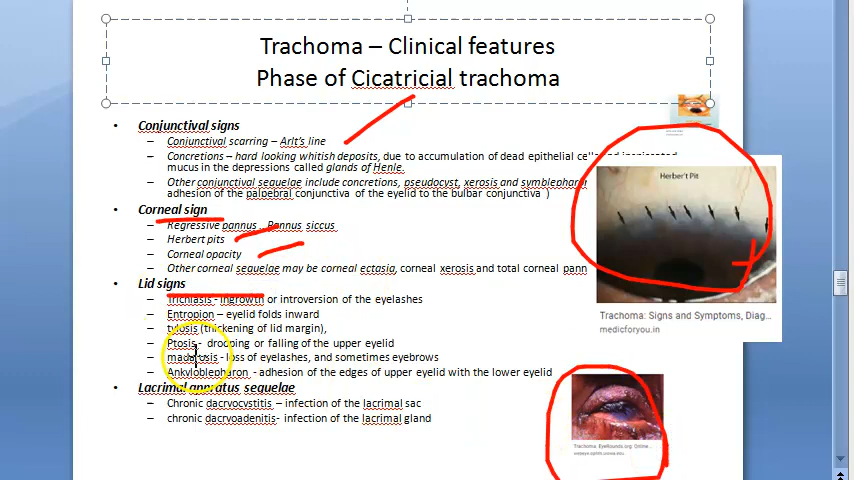 Trachoma – Clinical features
Phase of Cicatricial trachoma
• Conjunctival signs
– Conjunctival scarring – Arlt's line
– Concretions – hard looking whitish deposits, due to accumulation of dead epithelial cells and inspissated
mucus in the depressions called glands of Henle.
– Other conjunctival sequelae include concretions, pseudocyst, xerosis and symblepharon
adhesion of the palpebral conjunctiva of the eyelid to the bulbar conjunctiva )
• Corneal sign
– Regressive pannus Pannus siccus
– Herbert pits
– Corneal opacity
– Other corneal sequelae may be corneal ectasia, corneal xerosis and total corneal pann
• Lid signs
– Trichiasis - ingrowth or introversion of the eyelashes
– Entropion – eyelid folds inward
– tylosis (thickening of lid margin),
– Ptosis - drooping or falling of the upper eyelid
– madarosis - loss of eyelashes, and sometimes eyebrows
– Ankyloblepharon - adhesion of the edges of upper eyelid with the lower eyelid
• Lacrimal appratus sequelae
– Chronic dacryocystitis – infection of the lacrimal sac
– chronic dacryoadenitis- infection of the lacrimal gland
Herber't Pit
Trachoma: Signs and Symptoms, Diag...
medicforyou.in
Trachoma. EyeRounds.org: Online...